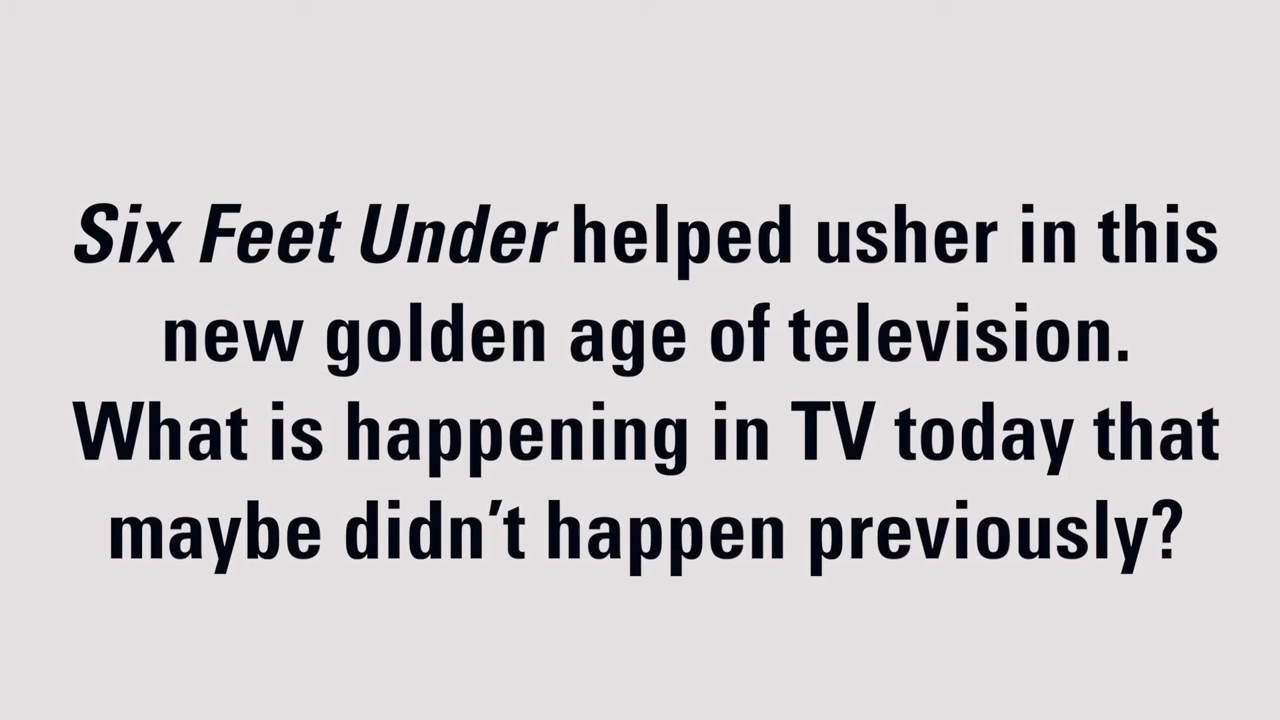 Six Feet Under helped usher in this
new golden age of television.
What is happening in TV today that
maybe didn’t happen previously?